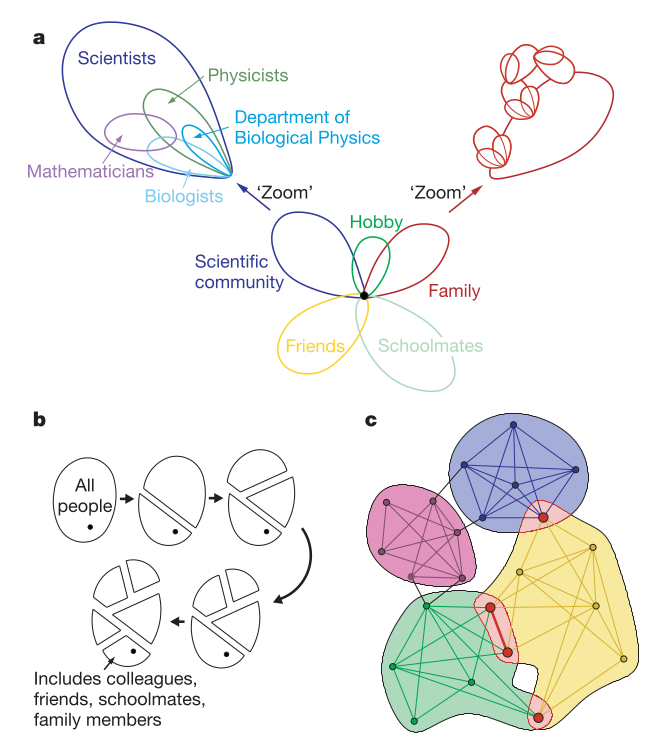 a
Scientists
Physicists
Department of
Biological Physics
Mathematicians
Biologists
'Zoom'
'Zoom'
Hobby
Scientific
community
Family
Friends
Schoolmates
b
All
people
Includes colleagues,
friends, schoolmates,
family members
c